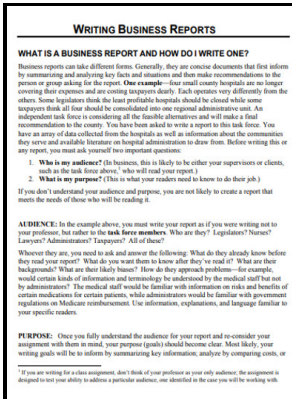 WRITING BUSINESS REPORTS
WHAT IS A BUSINESS REPORT AND HOW DO I WRITE ONE?
Business reports can take different forms. Generally, they are concise documents that first inform
by summarizing and analyzing key facts and situations and then make recommendations to the
person or group asking for the report. One example—four small county hospitals are no longer
covering their expenses and are costing taxpayers dearly. Each operates very differently from the
others. Some legislators think the least profitable hospitals should be closed while some
taxpayers think all four should be consolidated into one regional administrative unit. An
independent task force is considering all the feasible alternatives and will make a final
recommendation to the county. You have been asked to write a report to this task force. You
have an array of data collected from the hospitals as well as information about the communities
they serve and available literature on hospital administration to draw from. Before writing this or
any report, you must ask yourself two important questions:
1. Who is my audience? (In business, this is likely to be either your supervisors or clients,
such as the task force above,¹ who will read your report.)
2. What is my purpose? (This is what your readers need to know to do their job.)
If you don't understand your audience and purpose, you are not likely to create a report that
meets the needs of those who will be reading it.
AUDIENCE: In the example above, you must write your report as if you were writing not to
your professor, but rather to the task force members. Who are they? Legislators? Nurses?
Lawyers? Administrators? Taxpayers? All of these?
Whoever they are, you need to ask and answer the following: What do they already know before
they read your report? What do you want them to know after they've read it? What are their
backgrounds? What are their likely biases? How do they approach problems—for example,
would certain kinds of information and terminology be understood by the medical staff but not
by administrators? The medical staff would be familiar with information on risks and benefits of
certain medications for certain patients, while administrators would be familiar with government
regulations on Medicare reimbursement. Use information, explanations, and language familiar to
your specific readers.
PURPOSE: Once you fully understand the audience for your report and re-consider your
assignment with them in mind, your purpose (goals) should become clear. Most likely, your
writing goals will be to inform by summarizing key information; analyze by comparing costs, or
¹ If you are writing for a class assignment, don't think of your professor as your only audience; the assignment is
designed to test your ability to address a particular audience, one identified in the case you will be working with